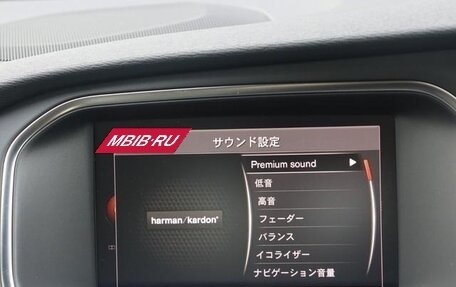 MBIB·RU
サウンド設定
Premium sound
低音
高音
フェーダー
バランス
イコライザー
ナビゲーション音量
harman/kardon